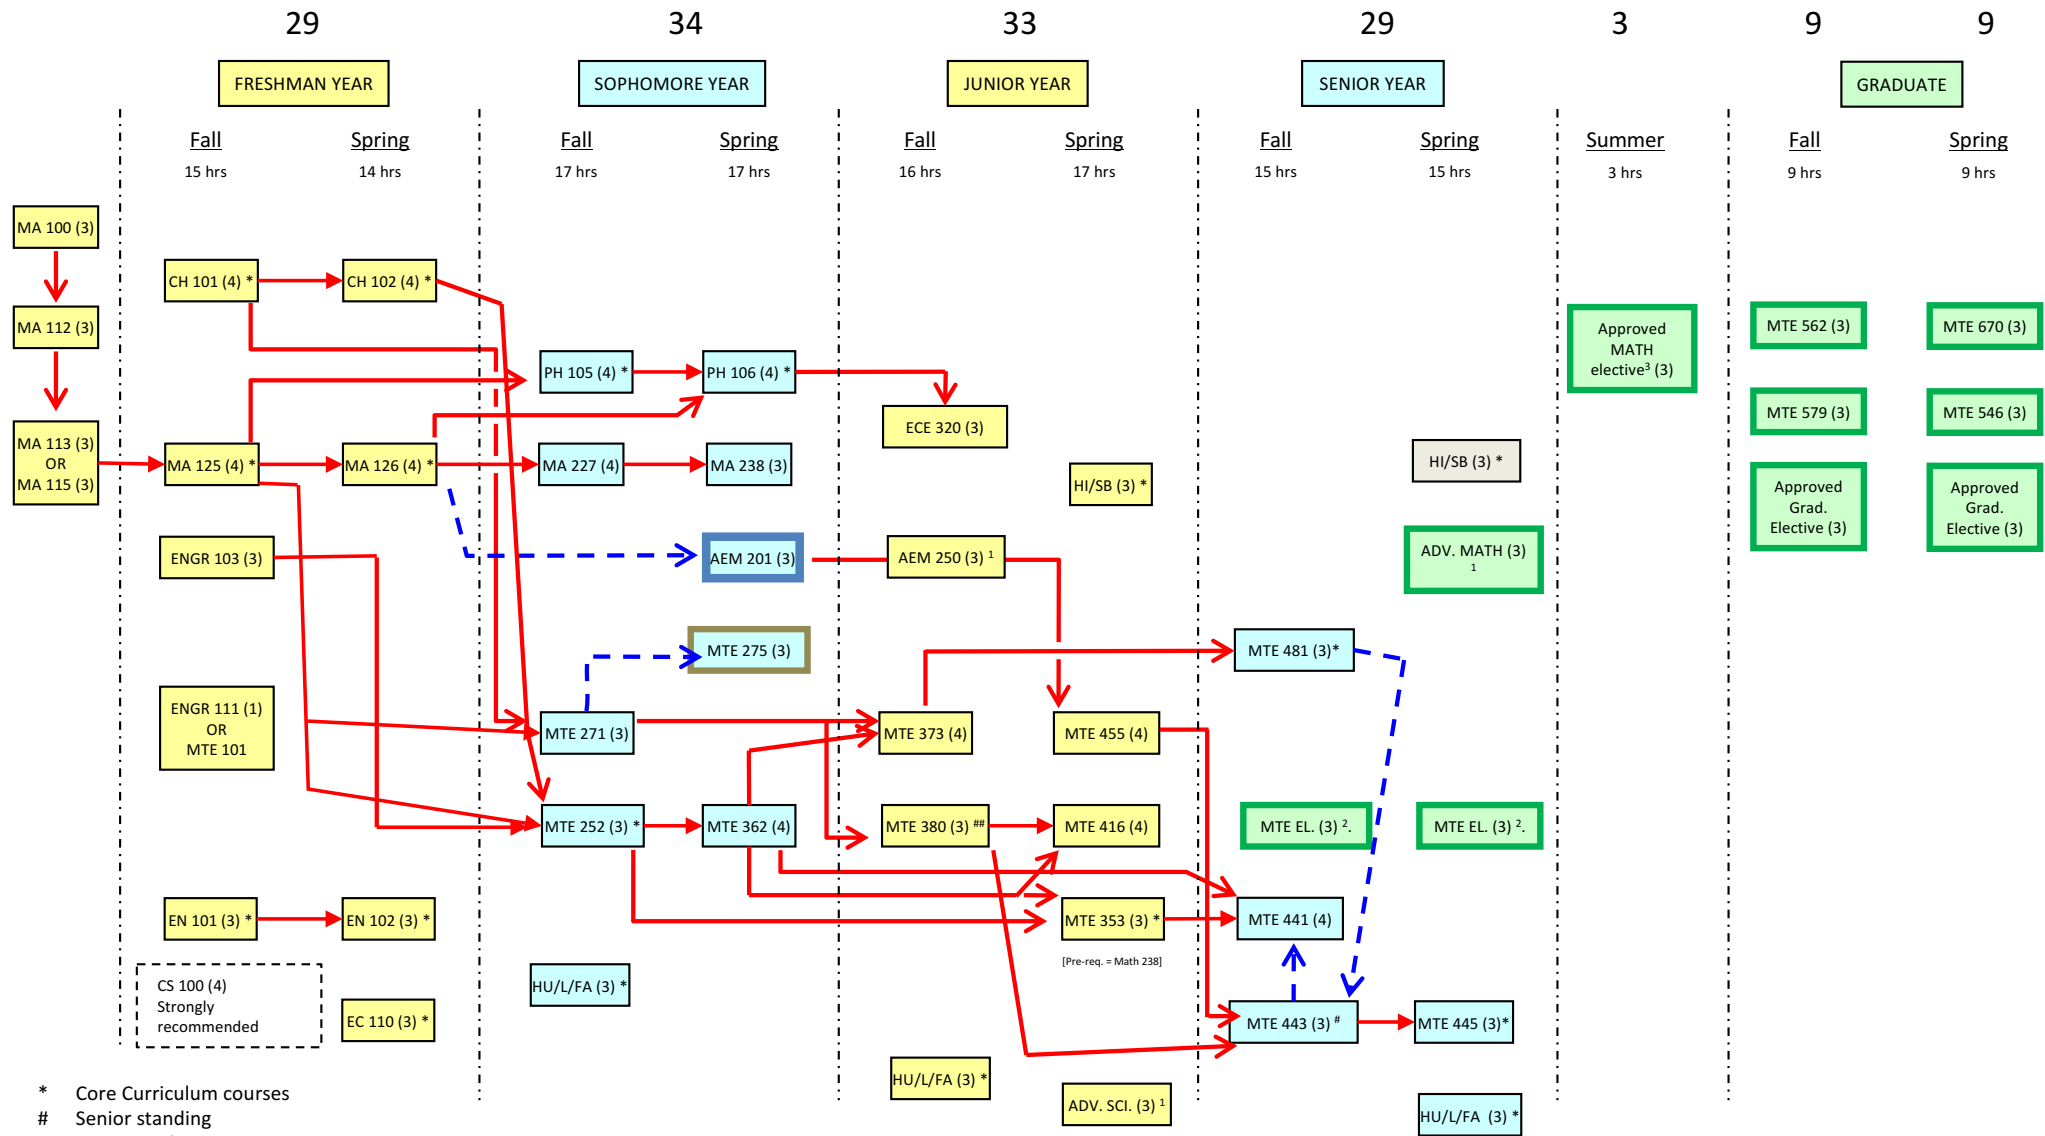 29 34 33 29 3 9 9
FRESHMAN YEAR SOPHOMORE YEAR JUNIOR YEAR SENIOR YEAR GRADUATE
Fall Spring Fall Spring Fall Spring Fall Spring Summer Fall Spring
15 hrs 14 hrs 17 hrs 17 hrs 16 hrs 17 hrs 15 hrs 15 hrs 3 hrs 9 hrs 9 hrs
MA 100 (3)
MA 112 (3)
MA 113 (3)
OR
MA 115 (3)
CH 101 (4) *
MA 125 (4) *
ENGR 103 (3)
ENGR 111 (1)
OR
MTE 101
EN 101 (3) *
CS 100 (4)
Strongly
recommended
CH 102 (4) *
MA 126 (4) *
EN 102 (3) *
EC 110 (3) *
PH 105 (4) *
MA 227 (4)
MTE 271 (3)
MTE 252 (3) *
HU/L/FA (3) *
PH 106 (4) *
MA 238 (3)
AEM 201 (3)
MTE 275 (3)
MTE 362 (4)
ECE 320 (3)
AEM 250 (3) 1
MTE 373 (4)
MTE 380 (3) ##
HU/L/FA (3) *
HI/SB (3) *
MTE 455 (4)
MTE 416 (4)
MTE 353 (3) *
[Pre-req. = Math 238]
ADV. SCI. (3) 1
MTE 481 (3)*
MTE EL. (3) 2.
MTE 441 (4)
MTE 443 (3) #
HI/SB (3) *
ADV. MATH (3)
1
MTE EL. (3) 2.
MTE 445 (3)*
HU/L/FA (3) *
Approved
MATH
elective3 (3)
MTE 562 (3)
MTE 579 (3)
Approved
Grad.
Elective (3)
MTE 670 (3)
MTE 546 (3)
Approved
Grad.
Elective (3)
* Core Curriculum courses
# Senior standing